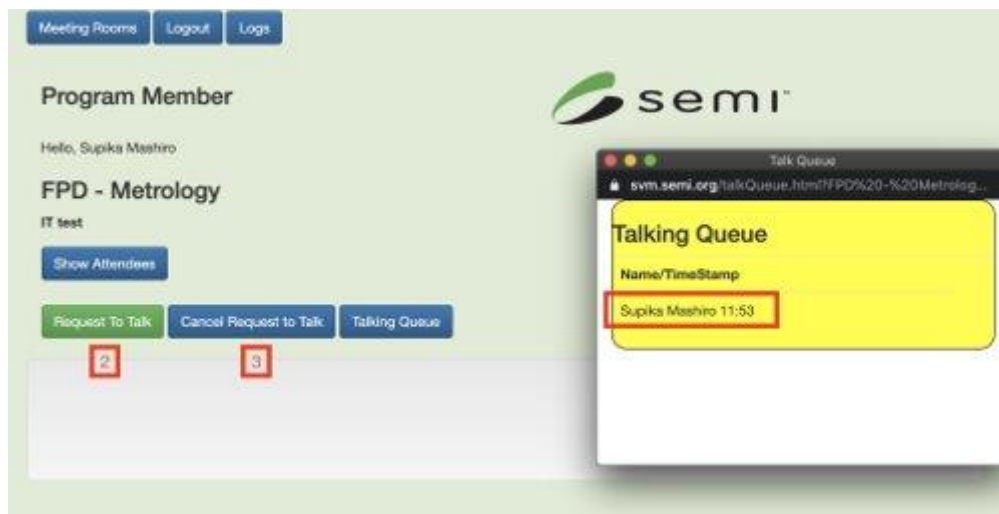 Meeting Rooms Logout Logs
Program Member
semi™
Hello, Supika Mashiro
FPD - Metrology
IT test
Show Attendees
Request To Talk Cancel Request to Talk Talking Queue
2 3
Talk Queue
svm.semi.org/talkQueue.html?FPD%20-%20Metrolog...
Talking Queue
Name/TimeStamp
Supika Mashiro 11:53